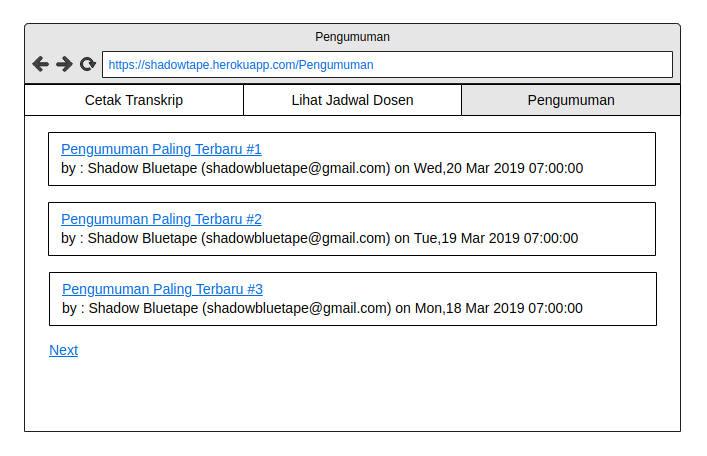 Pengumuman
https://shadowtape.herokuapp.com/Pengumuman
Cetak Transkrip
Lihat Jadwal Dosen
Pengumuman
Pengumuman Paling Terbaru #1
by : Shadow Bluetape (shadowbluetape@gmail.com) on Wed,20 Mar 2019 07:00:00
Pengumuman Paling Terbaru #2
by : Shadow Bluetape (shadowbluetape@gmail.com) on Tue,19 Mar 2019 07:00:00
Pengumuman Paling Terbaru #3
by : Shadow Bluetape (shadowbluetape@gmail.com) on Mon,18 Mar 2019 07:00:00
Next